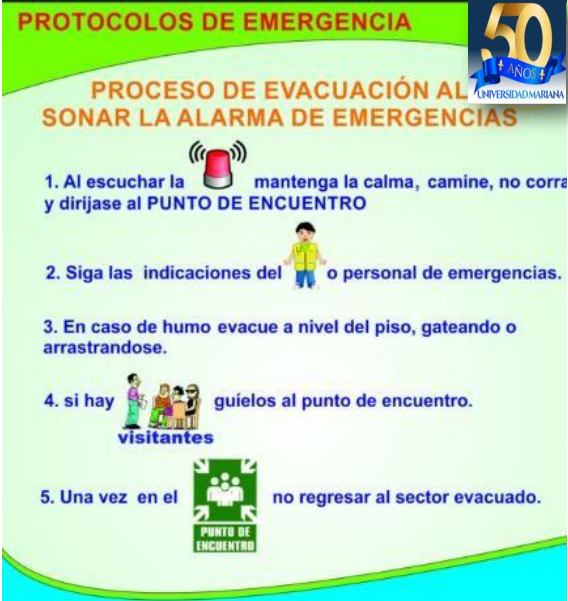 PROTOCOLOS DE EMERGENCIA
50
AÑOS
UNIVERSIDAD MARIANA
PROCESO DE EVACUACIÓN AL
SONAR LA ALARMA DE EMERGENCIAS
1. Al escuchar la mantenga la calma, camine, no corra
y dirijase al PUNTO DE ENCUENTRO
2. Siga las indicaciones del o personal de emergencias.
3. En caso de humo evacue a nivel del piso, gateando o
arrastrandose.
4. si hay guíelos al punto de encuentro.
visitantes
5. Una vez en el no regresar al sector evacuado.
PUNTO DE
ENCUENTRO